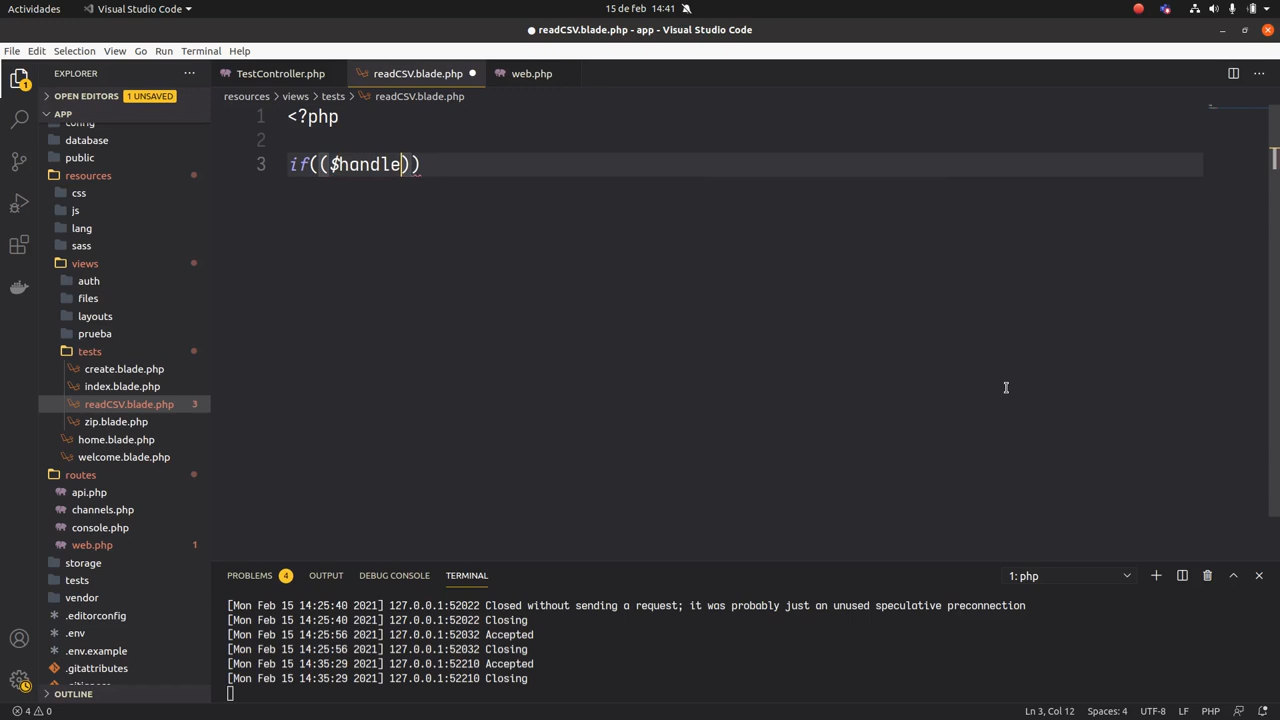 Actividades
Visual Studio Code
15 de feb 14:41
● readCSV.blade.php - app - Visual Studio Code
File Edit Selection View Go Run Terminal Help
EXPLORER
TestController.php
readCSV.blade.php
web.php
OPEN EDITORS 1 UNSAVED
resources > views > tests > readCSV.blade.php
APP
config
database
public
resources
css
js
lang
sass
views
auth
files
layouts
prueba
tests
create.blade.php
index.blade.php
readCSV.blade.php 3
zip.blade.php
home.blade.php
welcome.blade.php
routes
api.php
channels.php
console.php
web.php 1
storage
tests
vendor
.editorconfig
.env
.env.example
.gitattributes
.gitignore
OUTLINE
1 <?php
2
3 if(($handle))
PROBLEMS 4 OUTPUT DEBUG CONSOLE TERMINAL
1: php
[Mon Feb 15 14:25:40 2021] 127.0.0.1:52022 Closed without sending a request; it was probably just an unused speculative preconnection
[Mon Feb 15 14:25:40 2021] 127.0.0.1:52022 Closing
[Mon Feb 15 14:25:56 2021] 127.0.0.1:52032 Accepted
[Mon Feb 15 14:25:56 2021] 127.0.0.1:52032 Closing
[Mon Feb 15 14:35:29 2021] 127.0.0.1:52210 Accepted
[Mon Feb 15 14:35:29 2021] 127.0.0.1:52210 Closing
4 0
Ln 3, Col 12 Spaces: 4 UTF-8 LF PHP